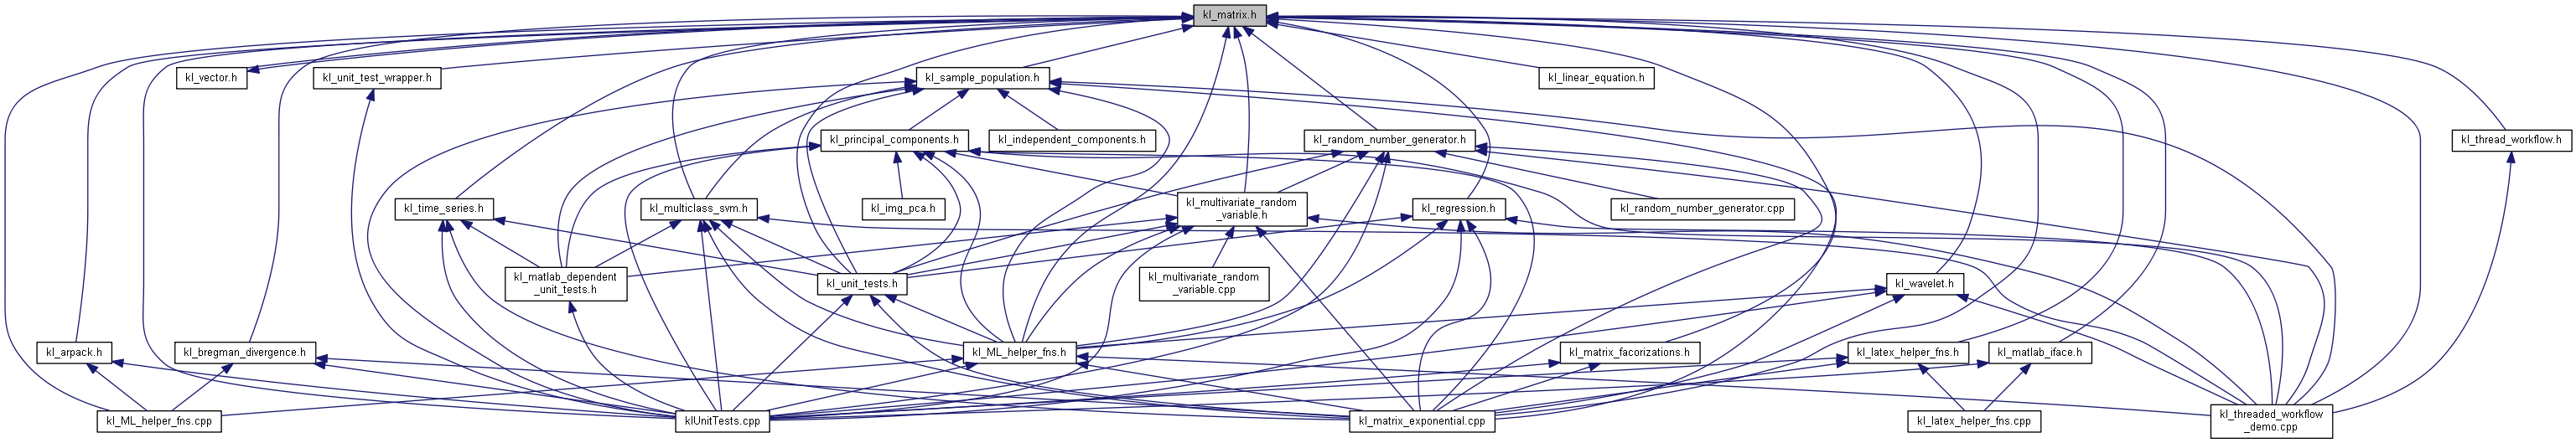 kl_matrix.h
kl_vector.h
kl_unit_test_wrapper.h
kl_sample_population.h
kl_linear_equation.h
kl_principal_components.h
kl_independent_components.h
kl_random_number_generator.h
kl_thread_workflow.h
kl_time_series.h
kl_multiclass_svm.h
kl_img_pca.h
kl_multivariate_random
_variable.h
kl_regression.h
kl_random_number_generator.cpp
kl_matlab_dependent
_unit_tests.h
kl_unit_tests.h
kl_multivariate_random
_variable.cpp
kl_wavelet.h
kl_arpack.h
kl_bregman_divergence.h
kl_ML_helper_fns.h
kl_matrix_facorizations.h
kl_latex_helper_fns.h
kl_matlab_iface.h
kl_ML_helper_fns.cpp
klUnitTests.cpp
kl_matrix_exponential.cpp
kl_latex_helper_fns.cpp
kl_threaded_workflow
_demo.cpp